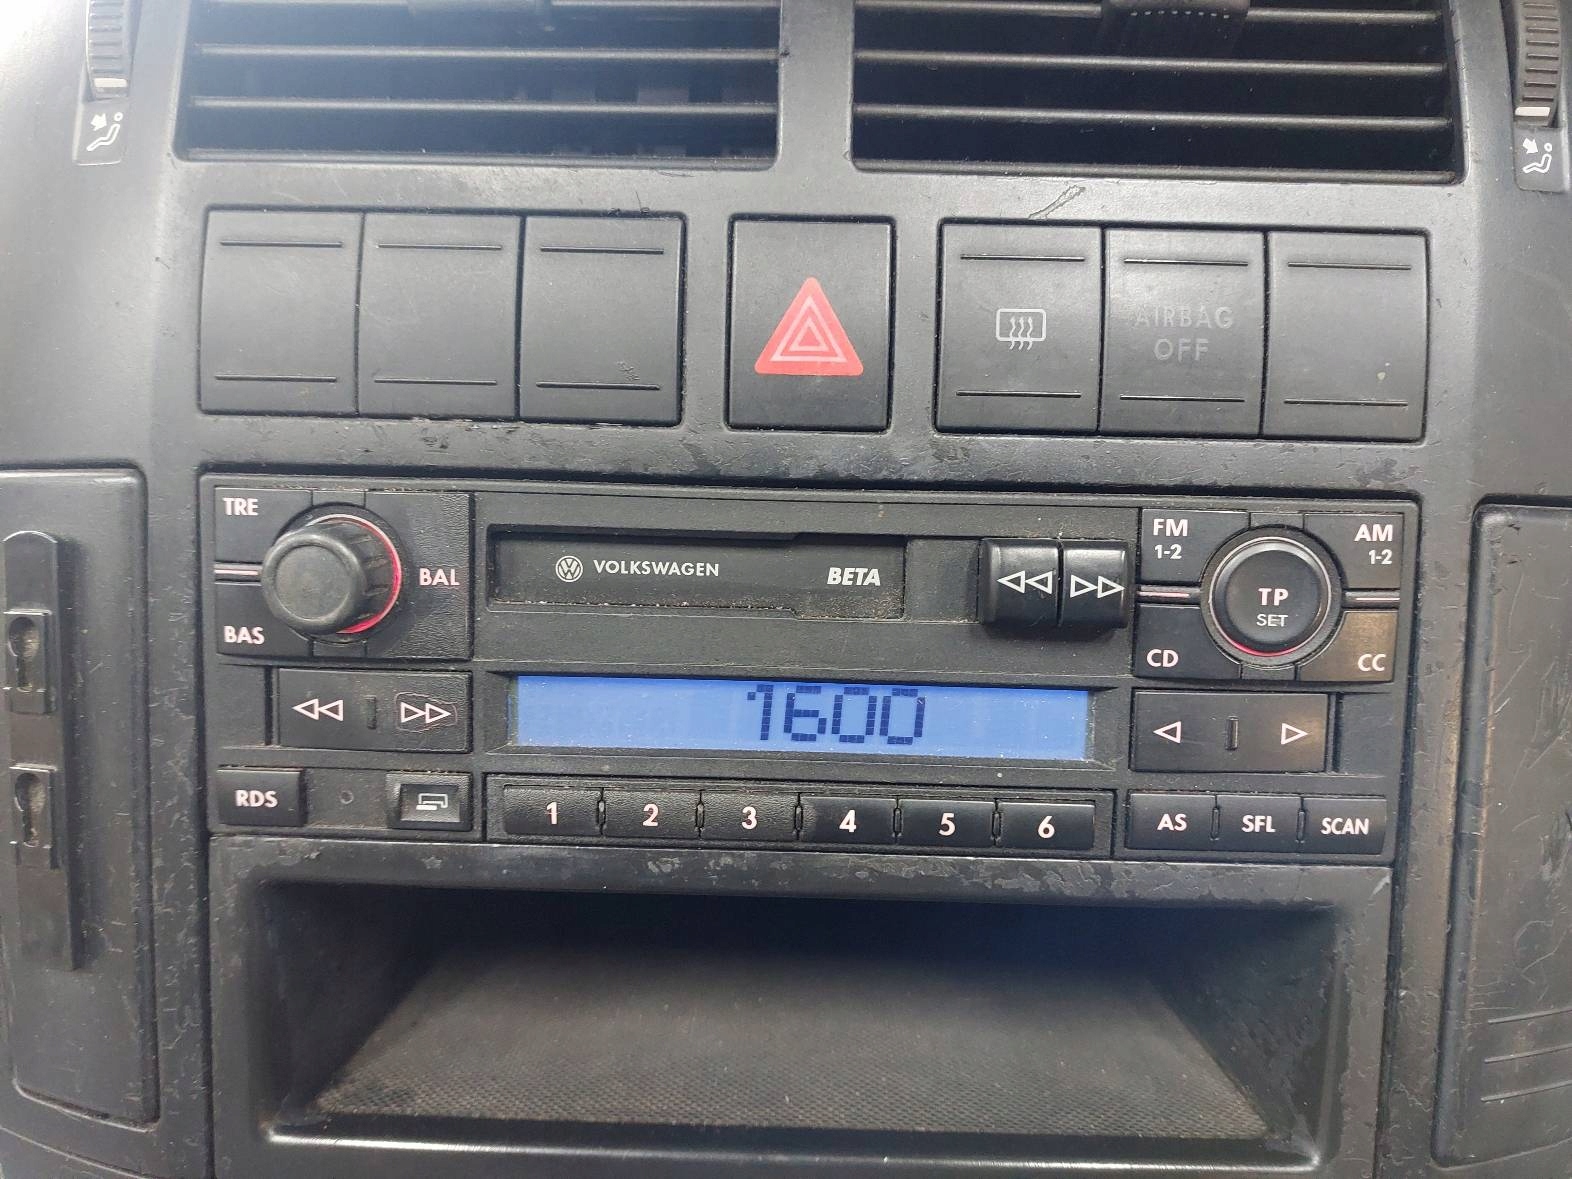 AIRBAG
OFF
TRE
BAL
BAS
VOLKSWAGEN
BETA
FM
1-2
AM
1-2
TP
SET
CD
CC
1600
RDS
1
2
3
4
5
6
AS
SFL
SCAN